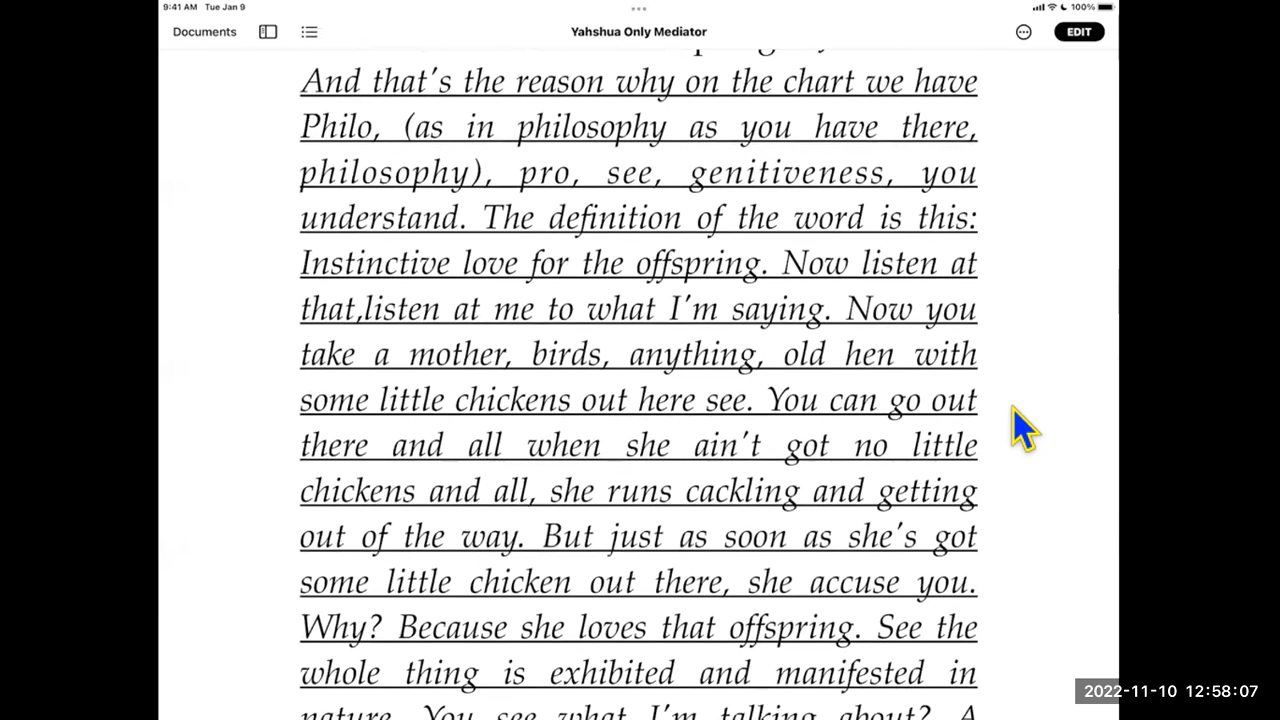 9:41 AM Tue Jan 9
100%
Documents
Yahshua Only Mediator
EDIT
And that's the reason why on the chart we have
Philo, (as in philosophy as you have there,
philosophy), pro, see, genitiveness, you
understand. The definition of the word is this:
Instinctive love for the offspring. Now listen at
that,listen at me to what I'm saying. Now you
take a mother, birds, anything, old hen with
some little chickens out here see. You can go out
there and all when she ain't got no little
chickens and all, she runs cackling and getting
out of the way. But just as soon as she's got
some little chicken out there, she accuse you.
Why? Because she loves that offspring. See the
whole thing is exhibited and manifested in
nature. You see what I'm talking about? A
2022-11-10 12:58:07